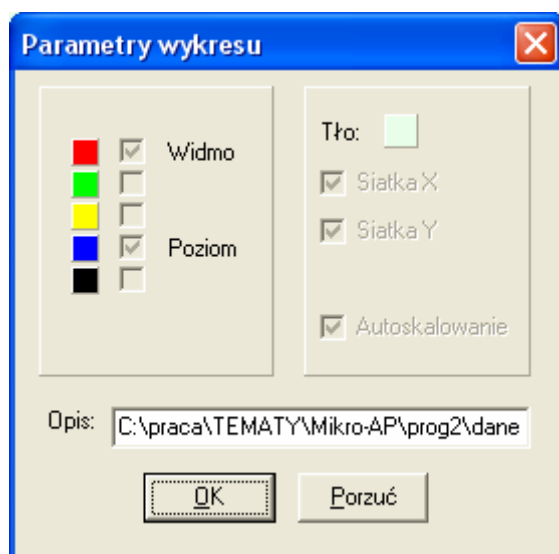 Parametry wykresu
Widmo
Poziom
Tło:
Siatka X
Siatka Y
Autoskalowanie
Opis: C:\praca\TEMATY\Mikro-AP\prog2\dane
OK
Porzuć